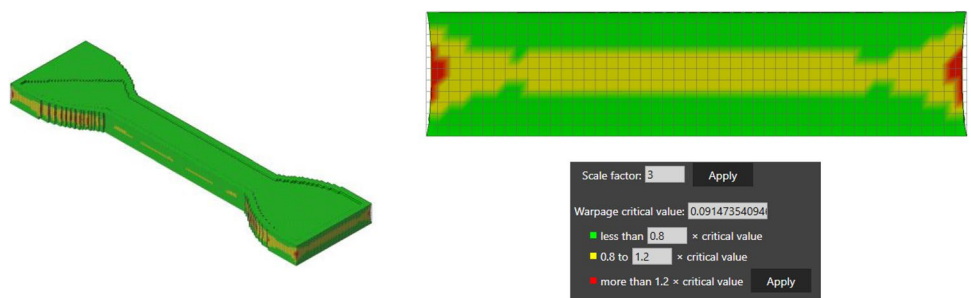 Scale factor: 3 Apply
Warpage critical value: 0.09147354094
less than 0.8 × critical value
0.8 to 1.2 × critical value
more than 1.2 × critical value Apply